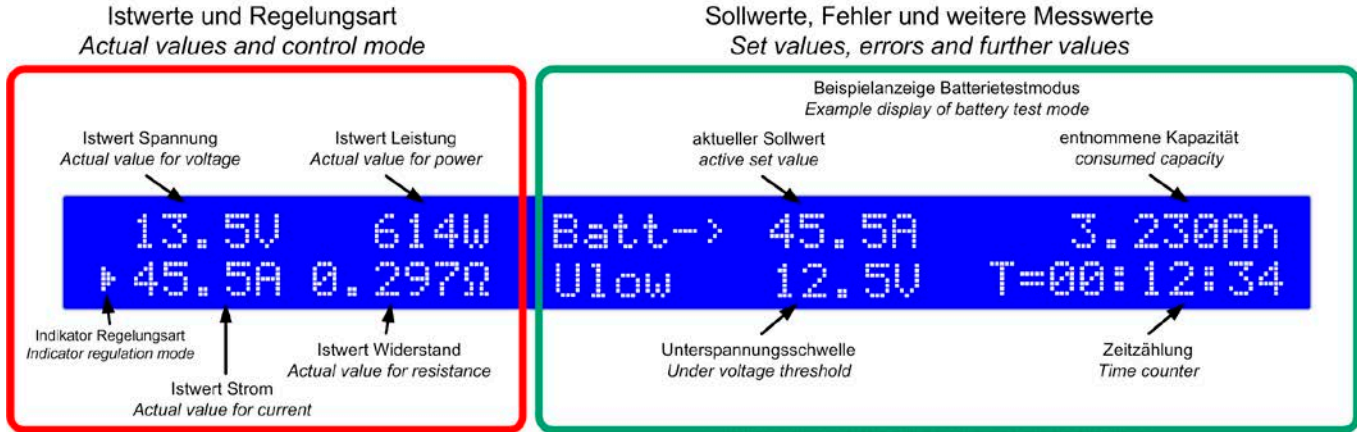 Istwerte und Regelungsart
Actual values and control mode
Sollwerte, Fehler und weitere Messwerte
Set values, errors and further values
Beispielanzeige Batterietestmodus
Example display of battery test mode
Istwert Spannung
Actual value for voltage
Istwert Leistung
Actual value for power
aktueller Sollwert
active set value
entnommene Kapazität
consumed capacity
13.5V 614W Batt-> 45.5A 3.230Ah
45.5A 0.297Ω Ulow 12.5V T=00:12:34
Indikator Regelungsart
Indicator regulation mode
Istwert Strom
Actual value for current
Istwert Widerstand
Actual value for resistance
Unterspannungsschwelle
Under voltage threshold
Zeitzählung
Time counter